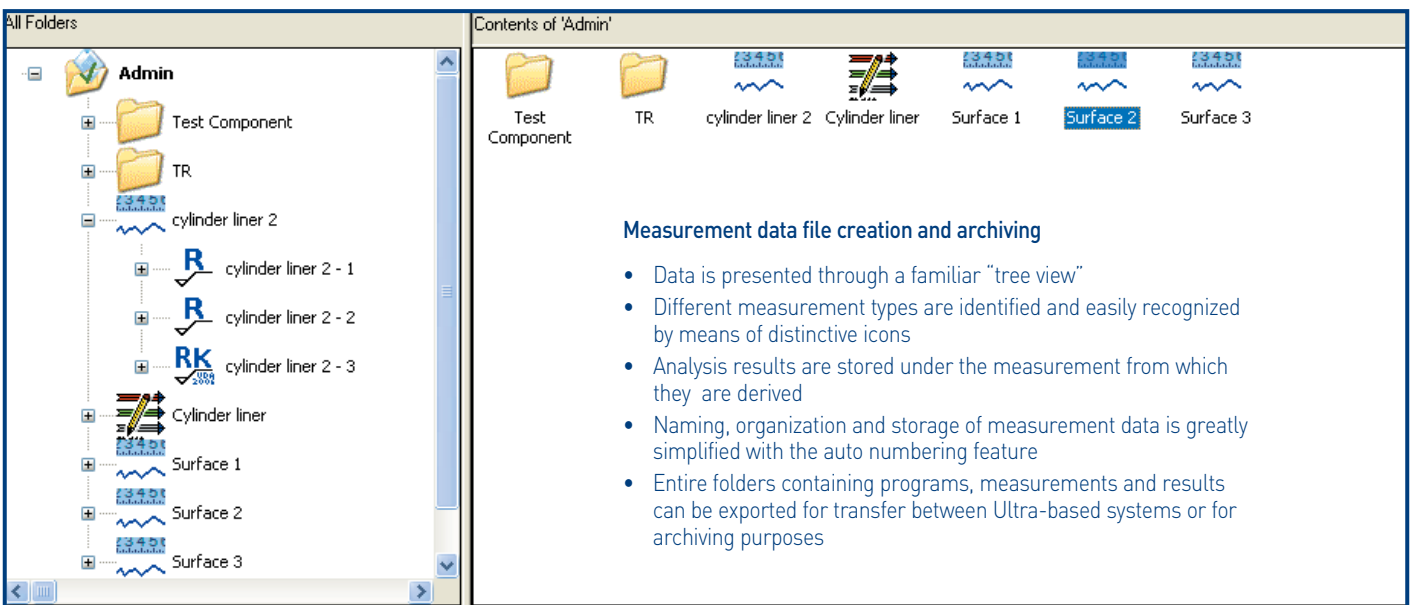 All Folders
Admin
Test Component
TR
cylinder liner 2
R cylinder liner 2 - 1
R cylinder liner 2 - 2
RK cylinder liner 2 - 3
Cylinder liner
Surface 1
Surface 2
Surface 3
Contents of 'Admin'
Test Component
TR
cylinder liner 2
Cylinder liner
Surface 1
Surface 2
Surface 3
Measurement data file creation and archiving
• Data is presented through a familiar “tree view”
• Different measurement types are identified and easily recognized
by means of distinctive icons
• Analysis results are stored under the measurement from which
they are derived
• Naming, organization and storage of measurement data is greatly
simplified with the auto numbering feature
• Entire folders containing programs, measurements and results
can be exported for transfer between Ultra-based systems or for
archiving purposes